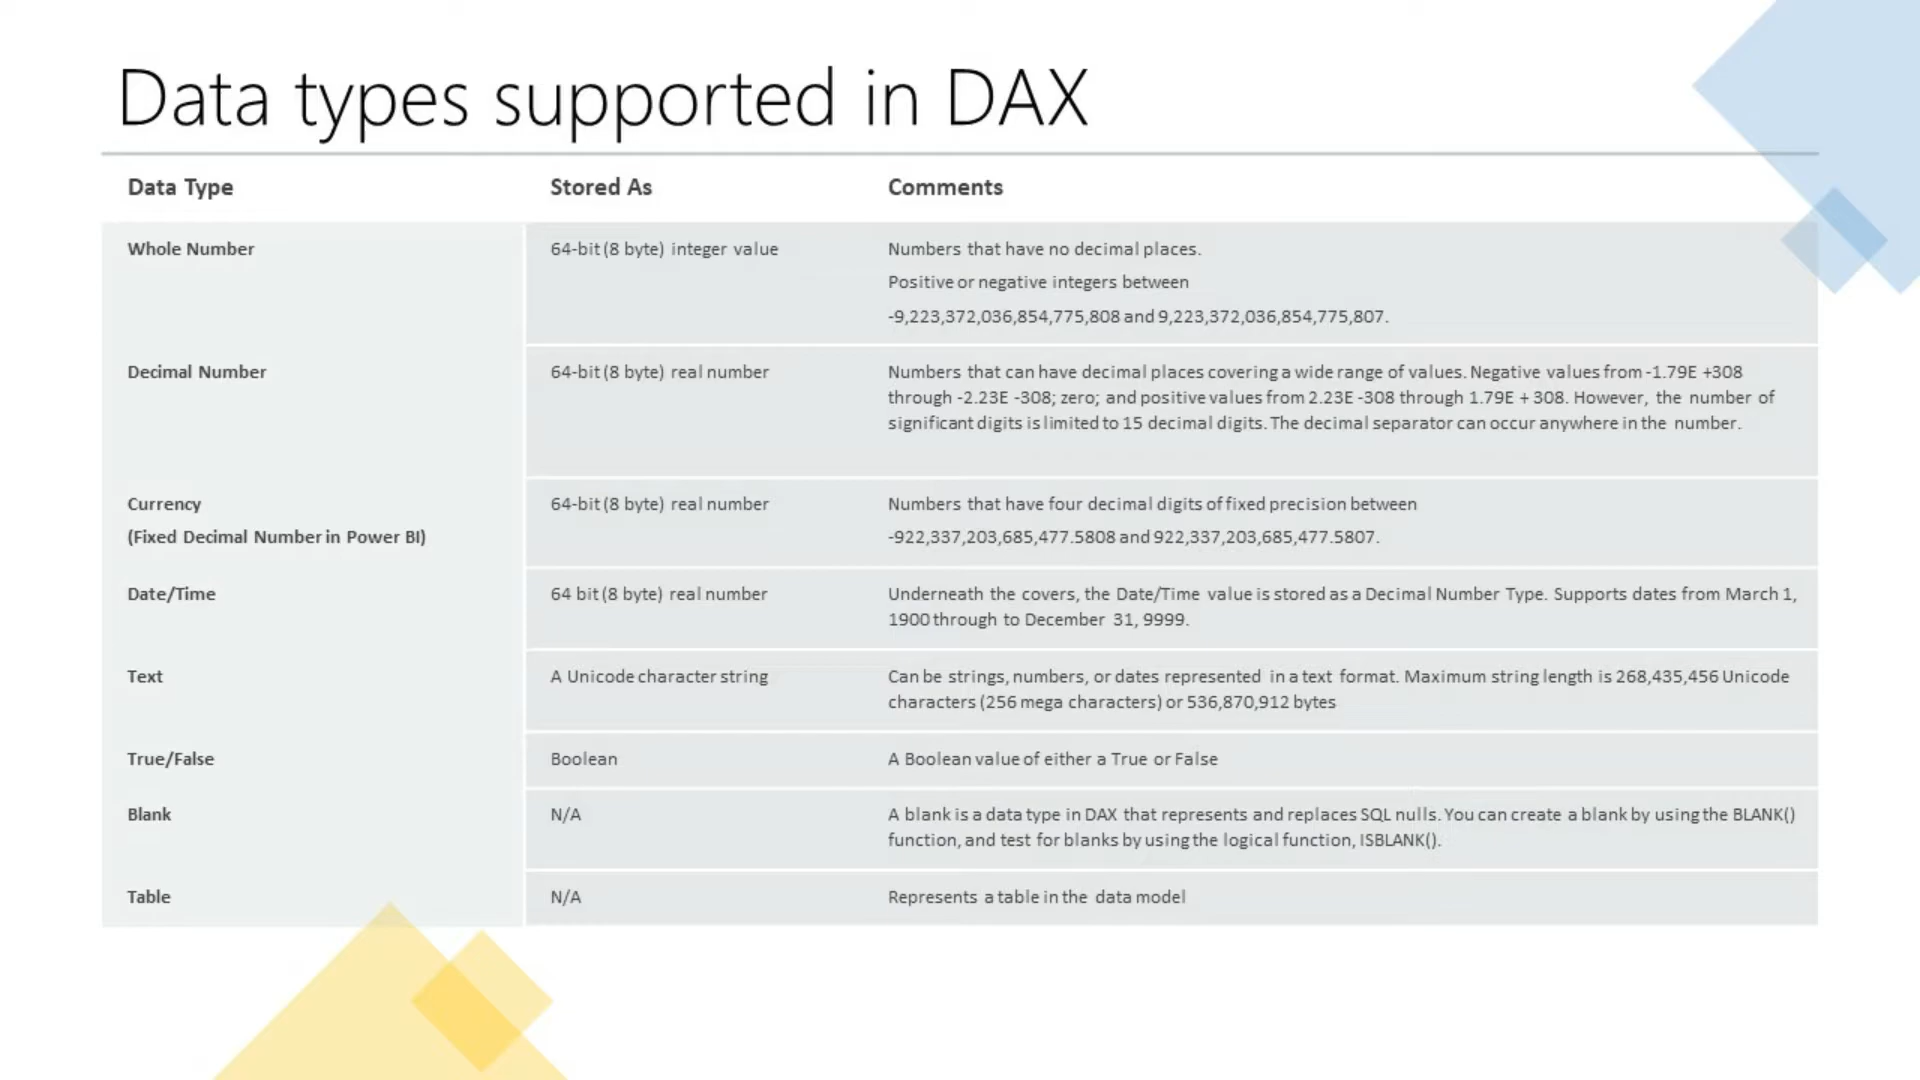 Data types supported in DAX
Data Type Stored As Comments
Whole Number 64-bit (8 byte) integer value Numbers that have no decimal places.
Positive or negative integers between
-9,223,372,036,854,775,808 and 9,223,372,036,854,775,807.
Decimal Number 64-bit (8 byte) real number Numbers that can have decimal places covering a wide range of values. Negative values from -1.79E +308
through -2.23E -308; zero; and positive values from 2.23E -308 through 1.79E + 308. However, the number of
significant digits is limited to 15 decimal digits. The decimal separator can occur anywhere in the number.
Currency 64-bit (8 byte) real number Numbers that have four decimal digits of fixed precision between
(Fixed Decimal Number in Power BI) -922,337,203,685,477.5808 and 922,337,203,685,477.5807.
Date/Time 64 bit (8 byte) real number Underneath the covers, the Date/Time value is stored as a Decimal Number Type. Supports dates from March 1,
1900 through to December 31, 9999.
Text A Unicode character string Can be strings, numbers, or dates represented in a text format. Maximum string length is 268,435,456 Unicode
characters (256 mega characters) or 536,870,912 bytes
True/False Boolean A Boolean value of either a True or False
Blank N/A A blank is a data type in DAX that represents and replaces SQL nulls. You can create a blank by using the BLANK()
function, and test for blanks by using the logical function, ISBLANK().
Table N/A Represents a table in the data model